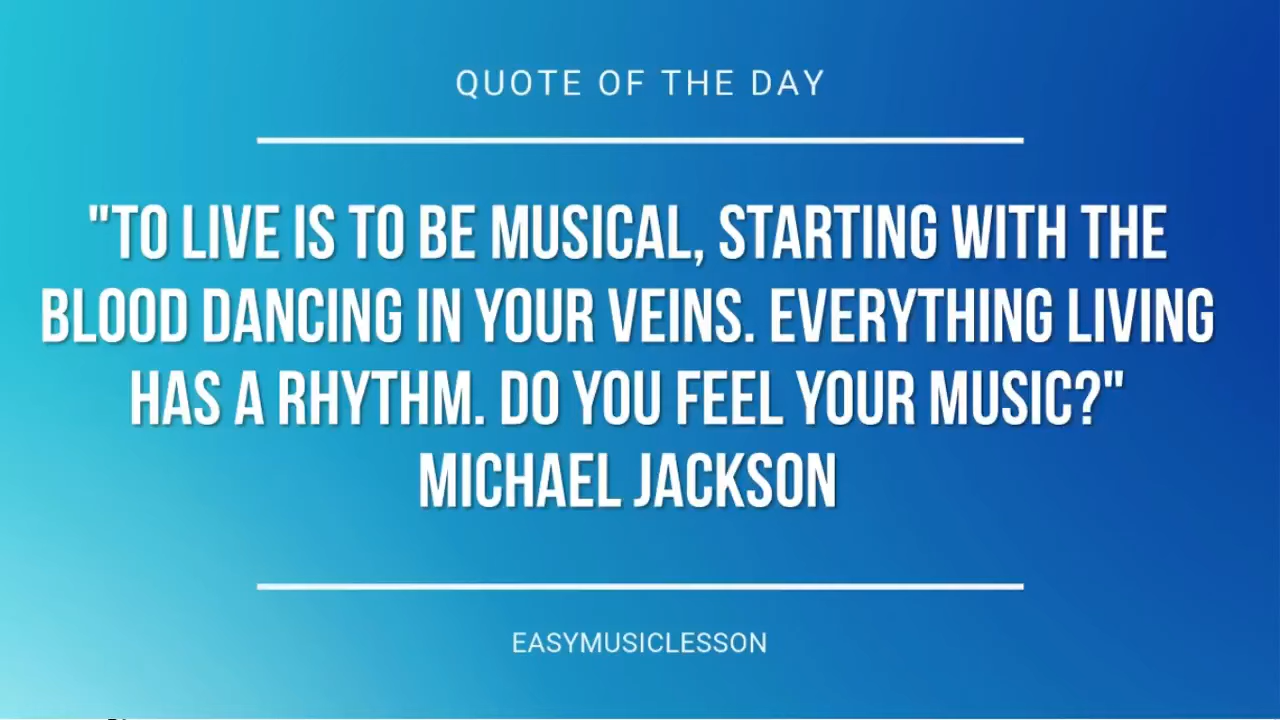 QUOTE OF THE DAY
"TO LIVE IS TO BE MUSICAL, STARTING WITH THE
BLOOD DANCING IN YOUR VEINS. EVERYTHING LIVING
HAS A RHYTHM. DO YOU FEEL YOUR MUSIC?"
MICHAEL JACKSON
EASYMUSICLESSON